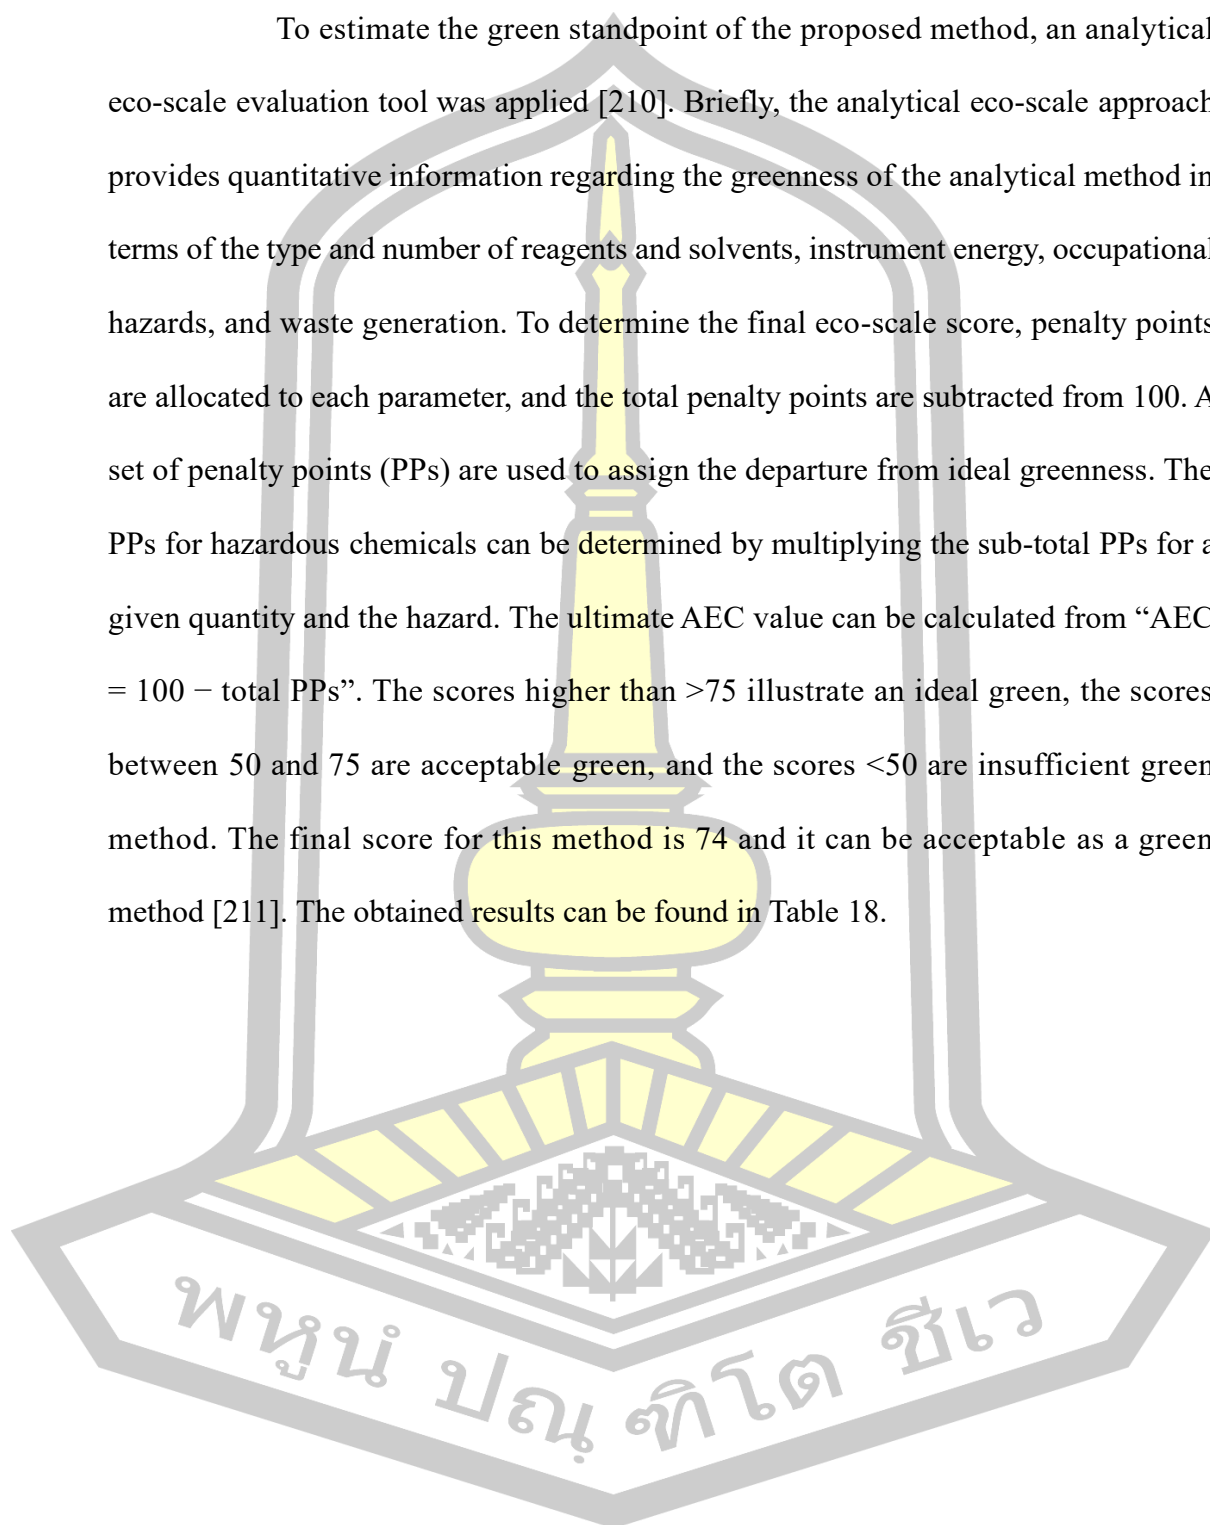 To estimate the green standpoint of the proposed method, an analytical
eco-scale evaluation tool was applied [210]. Briefly, the analytical eco-scale approach
provides quantitative information regarding the greenness of the analytical method in
terms of the type and number of reagents and solvents, instrument energy, occupational
hazards, and waste generation. To determine the final eco-scale score, penalty points
are allocated to each parameter, and the total penalty points are subtracted from 100. A
set of penalty points (PPs) are used to assign the departure from ideal greenness. The
PPs for hazardous chemicals can be determined by multiplying the sub-total PPs for a
given quantity and the hazard. The ultimate AEC value can be calculated from “AEC
= 100 − total PPs”. The scores higher than >75 illustrate an ideal green, the scores
between 50 and 75 are acceptable green, and the scores <50 are insufficient green
method. The final score for this method is 74 and it can be acceptable as a green
method [211]. The obtained results can be found in Table 18.
พหูนํ ปณฺ ฑิโต ชีเว